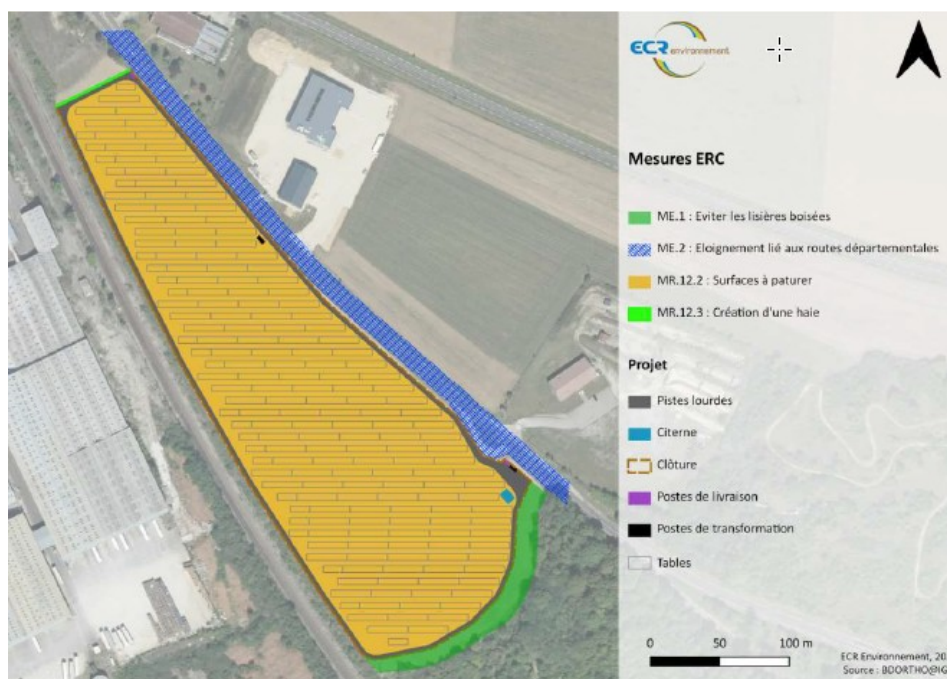 ECR environnement
Mesures ERC
ME.1 : Eviter les lisières boisées
ME.2 : Eloignement lié aux routes départementales
MR.12.2 : Surfaces à paturer
MR.12.3 : Création d'une haie
Projet
Pistes lourdes
Citerne
Clôture
Postes de livraison
Postes de transformation
Tables
0 50 100 m
ECR Environnement, 20
Source : BDORTHO@IG